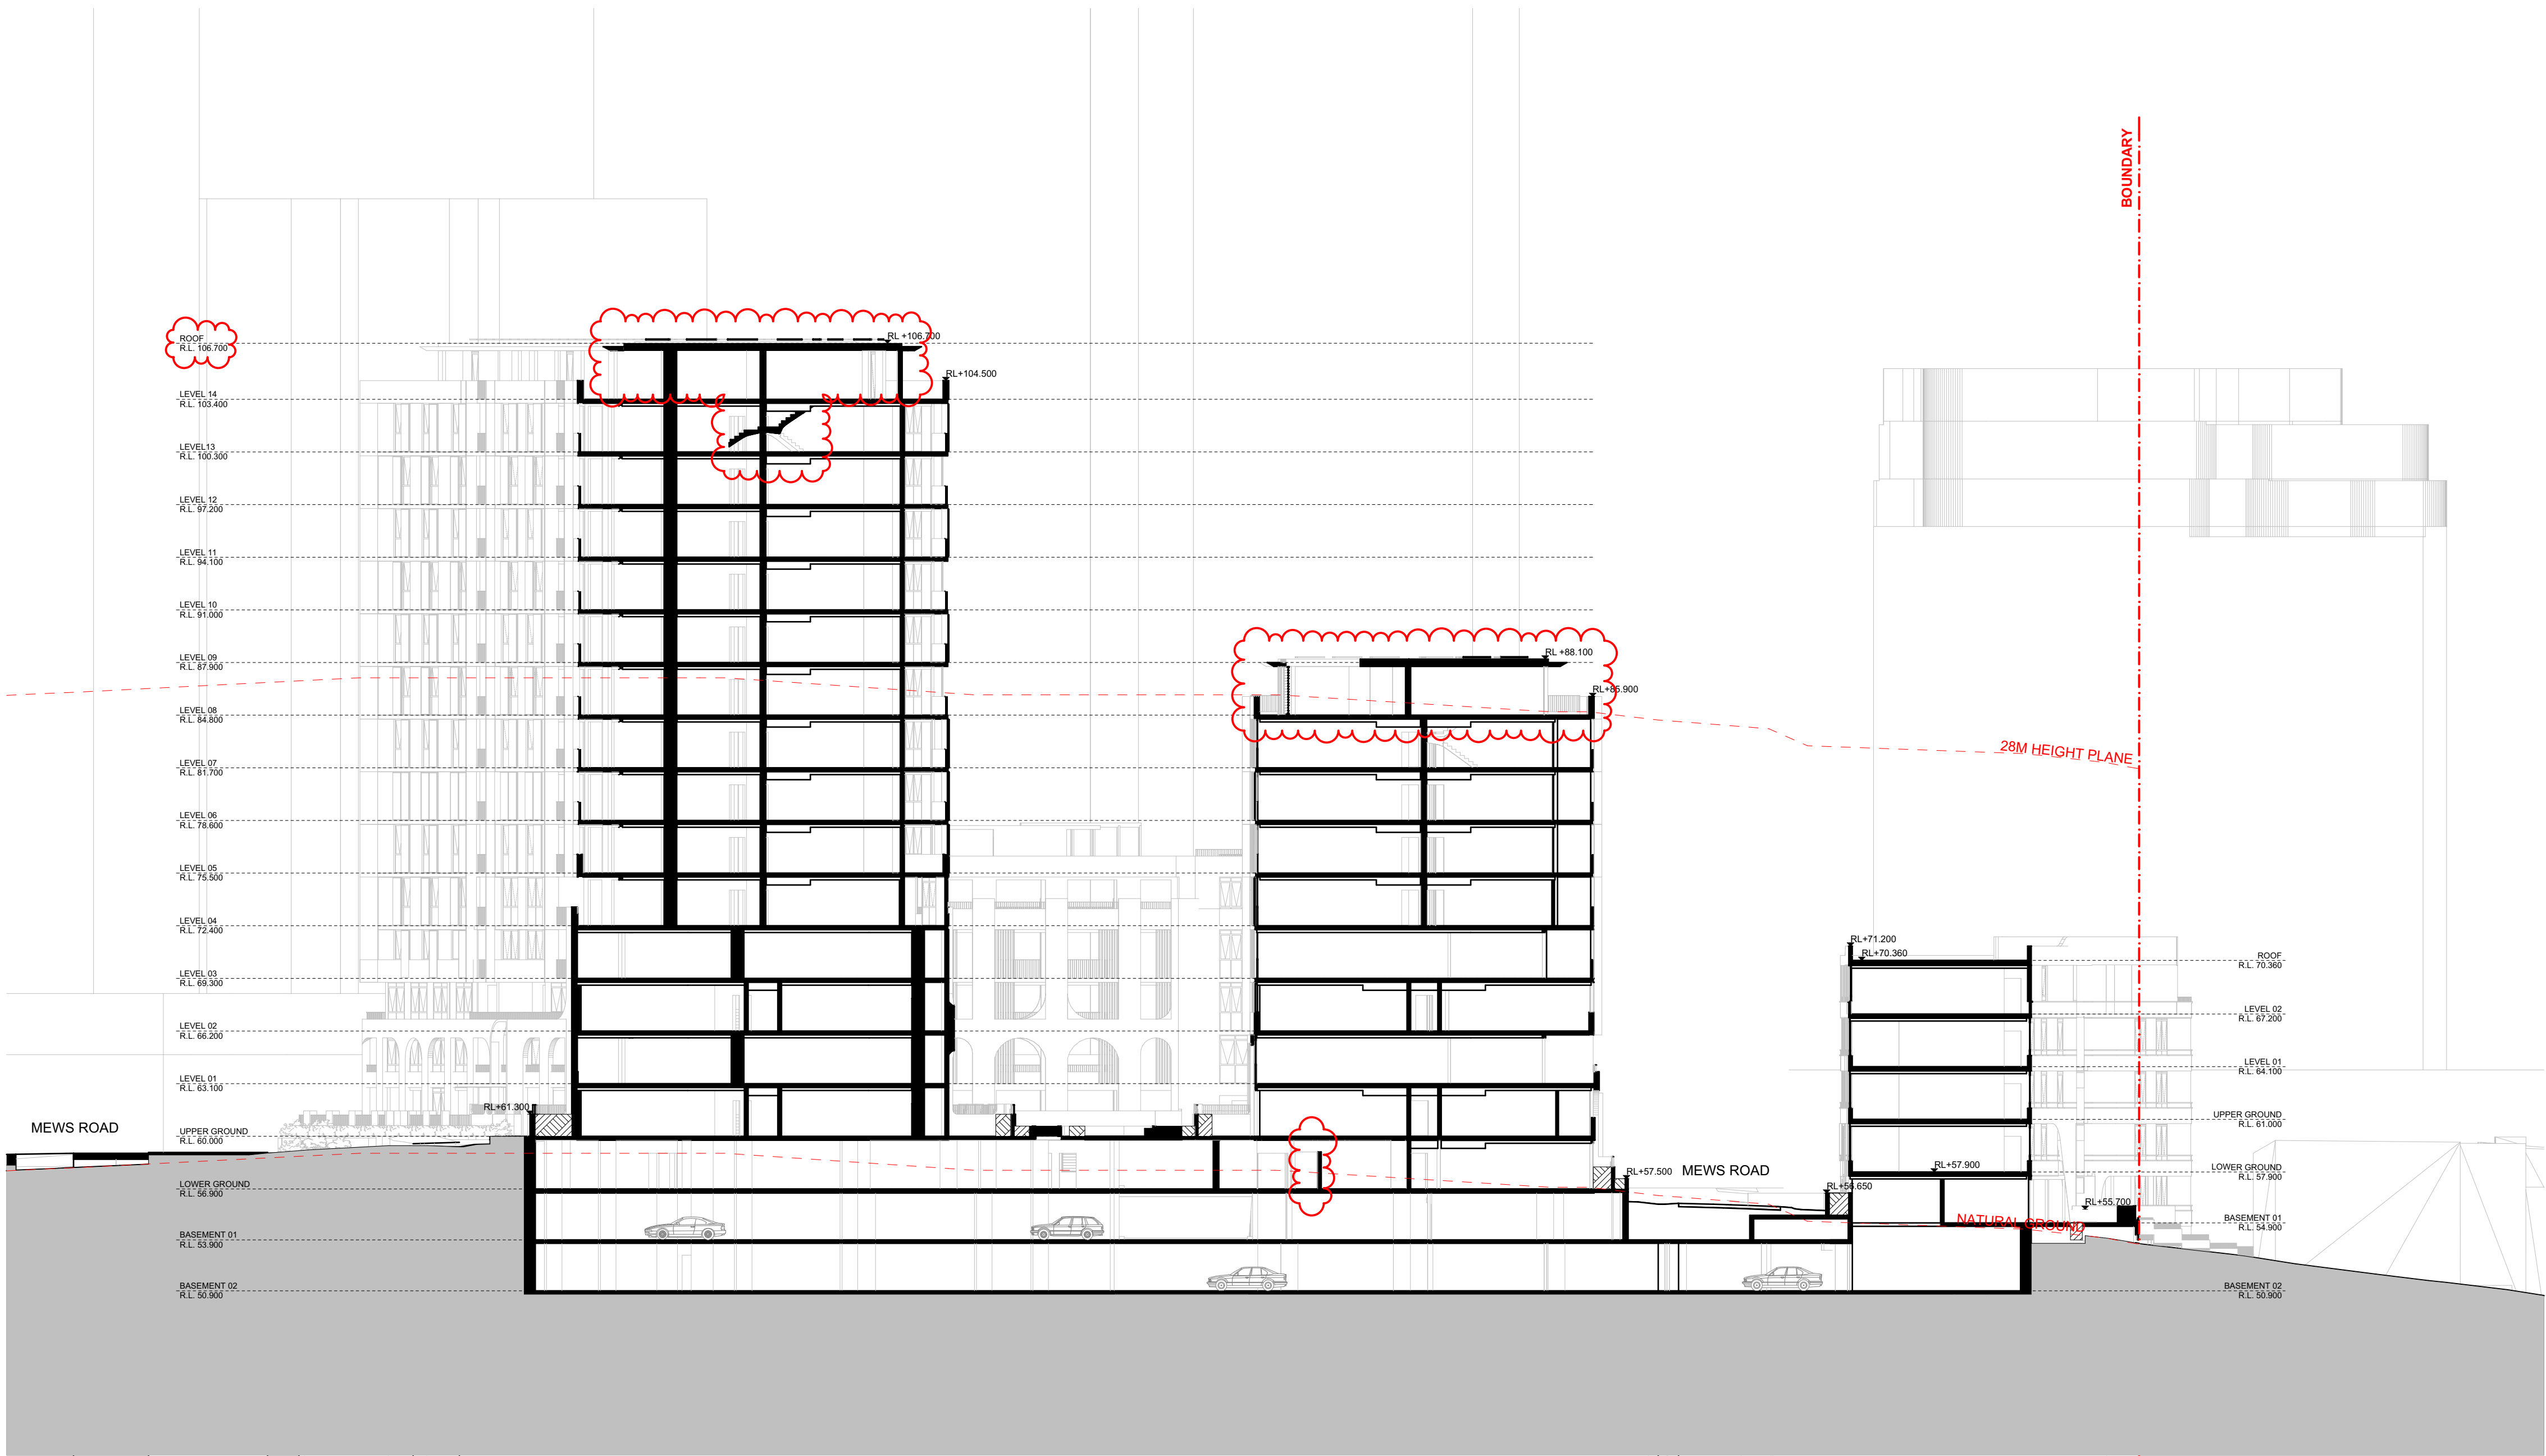 BOUNDARY
ROOF
R.L. 106.700
RL +106.700
RL+104.500
LEVEL 14
R.L. 103.400
LEVEL13
R.L. 100.300
LEVEL 12
R.L. 97.200
LEVEL 11
R.L. 94.100
LEVEL 10
R.L. 91.000
LEVEL 09
R.L. 87.900
RL +88.100
RL+85.900
LEVEL 08
R.L. 84.800
28M HEIGHT PLANE
LEVEL 07
R.L. 81.700
LEVEL 06
R.L. 78.600
LEVEL 05
R.L. 75.500
LEVEL 04
R.L. 72.400
RL+71.200
RL+70.360
ROOF
R.L. 70.360
LEVEL 03
R.L. 69.300
LEVEL 02
R.L. 67.200
LEVEL 02
R.L. 66.200
LEVEL 01
R.L. 64.100
LEVEL 01
R.L. 63.100
RL+61.300
UPPER GROUND
R.L. 61.000
MEWS ROAD
UPPER GROUND
R.L. 60.000
RL+57.500
MEWS ROAD
RL+57.900
LOWER GROUND
R.L. 57.900
LOWER GROUND
R.L. 56.900
RL+56.650
RL+55.700
NATURAL GROUND
BASEMENT 01
R.L. 54.900
BASEMENT 01
R.L. 53.900
BASEMENT 02
R.L. 50.900
BASEMENT 02
R.L. 50.900